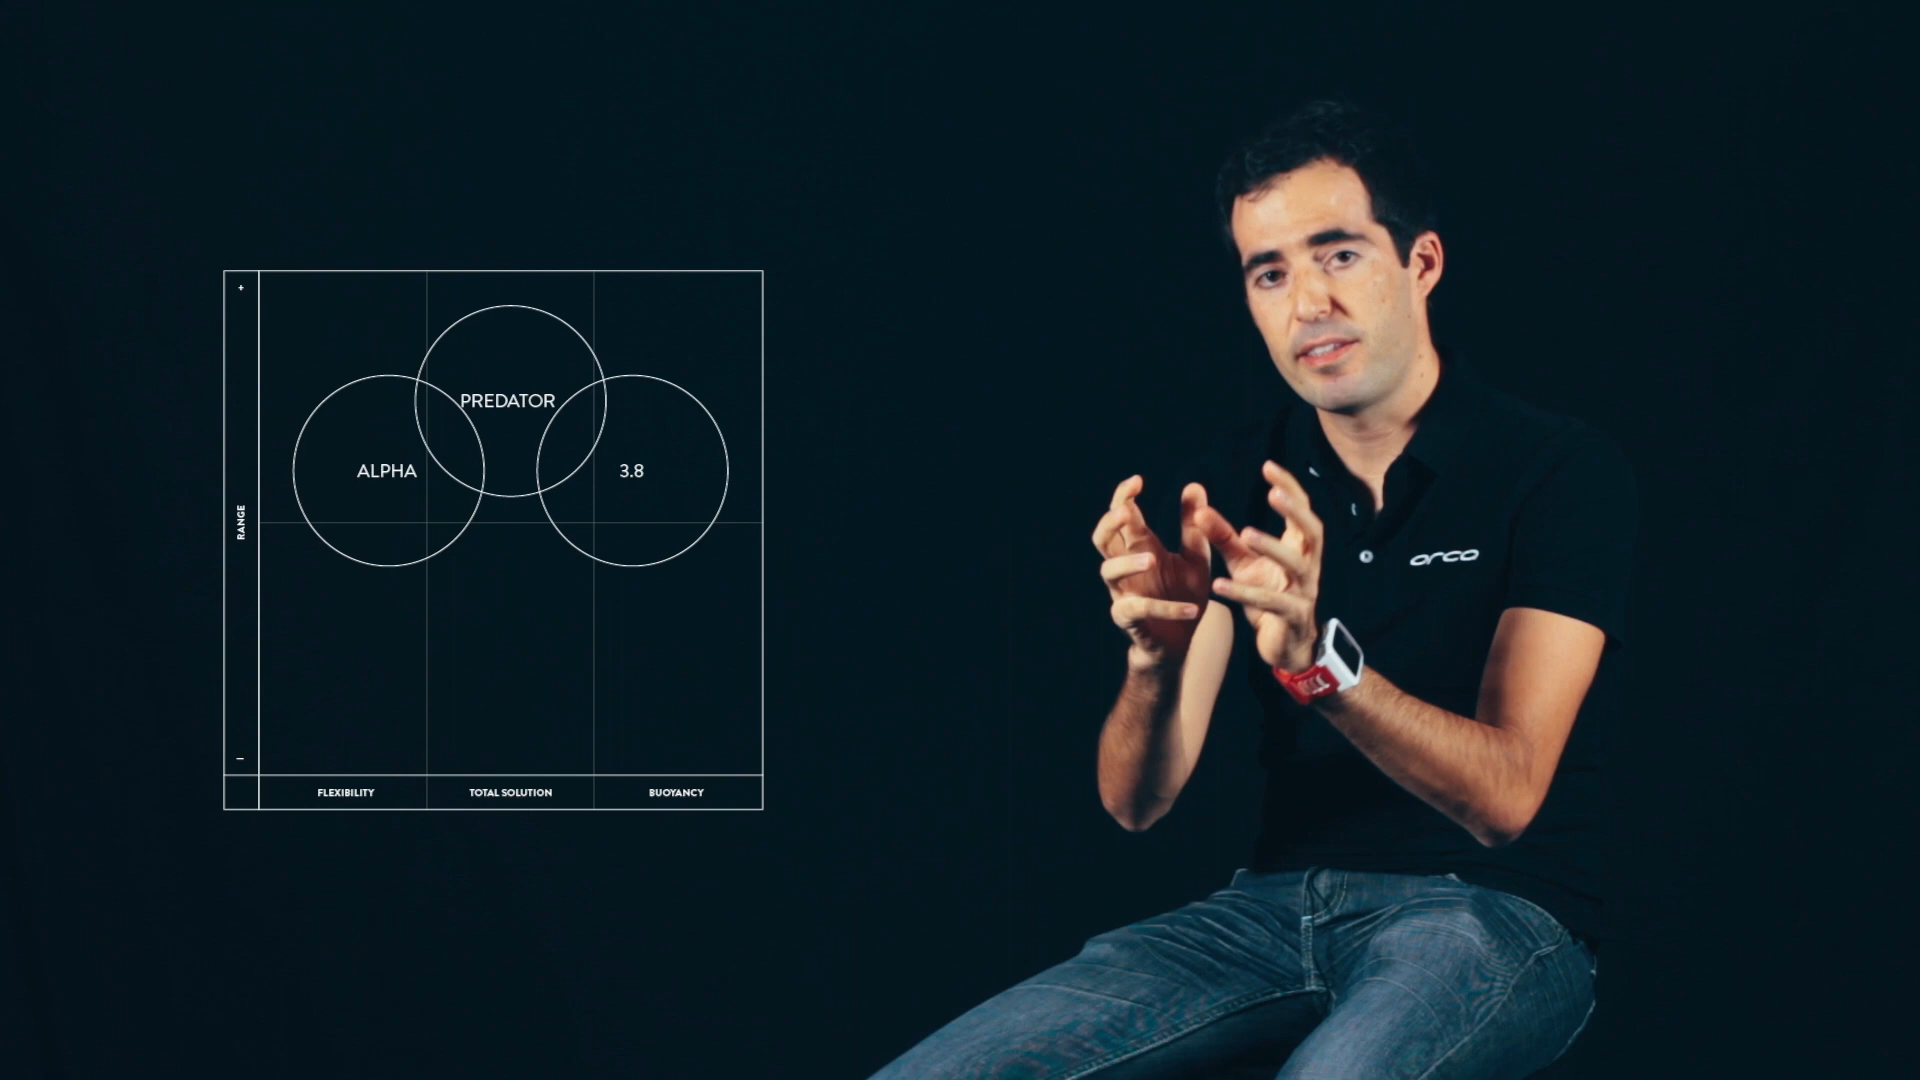 +
PREDATOR
ALPHA
3.8
RANGE
–
FLEXIBILITY
TOTAL SOLUTION
BUOYANCY
orca